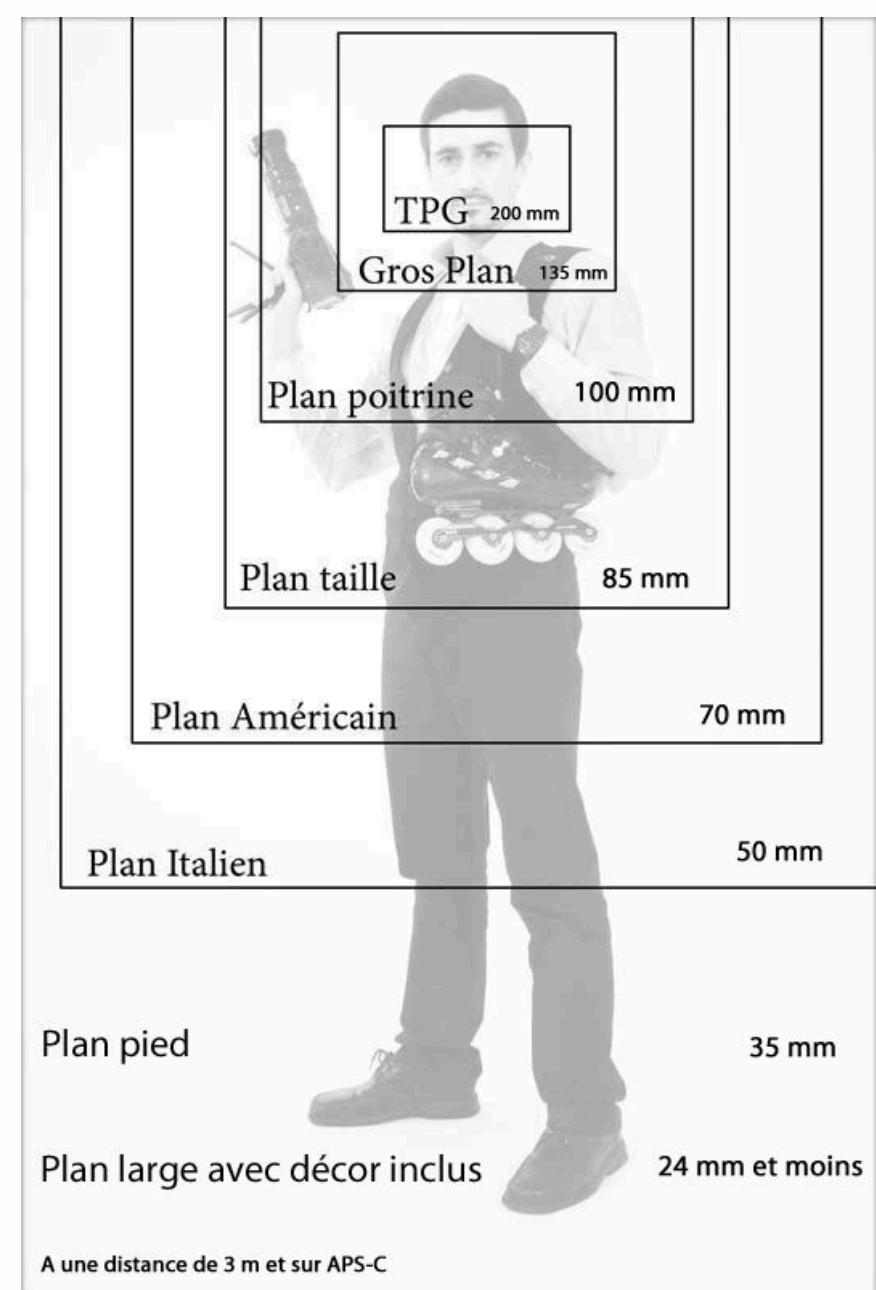 TPG 200 mm
Gros Plan 135 mm
Plan poitrine 100 mm
Plan taille 85 mm
Plan Américain 70 mm
Plan Italien 50 mm
Plan pied 35 mm
Plan large avec décor inclus 24 mm et moins
A une distance de 3 m et sur APS-C